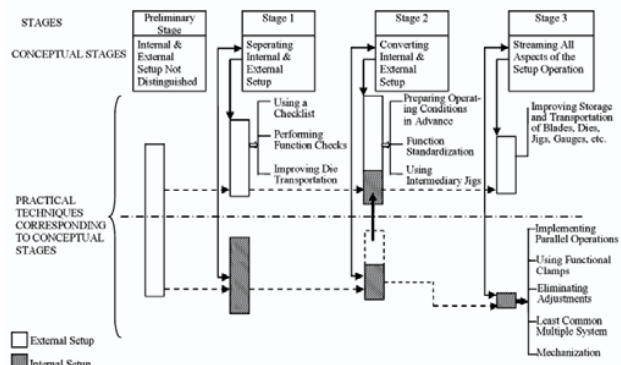 STAGES
Preliminary
Stage
Stage 1
Stage 2
Stage 3
CONCEPTUAL STAGES
Internal &
External
Setup Not
Distinguished
Seperating
Internal &
External
Setup
Converting
Internal &
External
Setup
Streaming All
Aspects of the
Setup Operation
Using a
Checklist
Performing
Function Checks
Improving Die
Transportation
Preparing Operat-
ing Conditions
in Advance
Function
Standardization
Using
Intermediary Jigs
Improving Storage
and Transportation
of Blades, Dies,
Jigs, Gauges, etc.
PRACTICAL
TECHNIQUES
CORRESPONDING
TO CONCEPTUAL
STAGES
Implementing
Parallel Operations
Using Functional
Clamps
Eliminating
Adjustments
Least Common
Multiple System
Mechanization
External Setup
Internal Setup